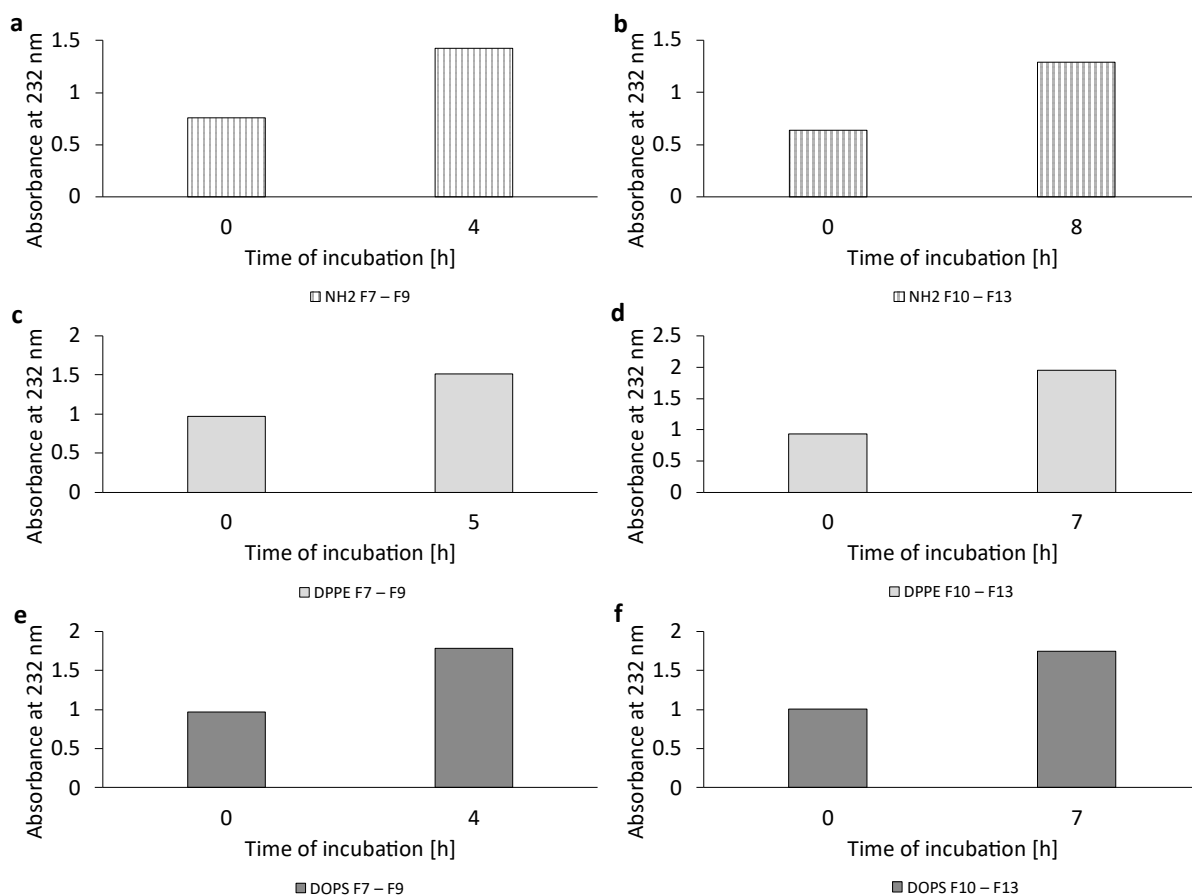 a
Absorbance at 232 nm
1.5
1
0.5
0
0 4
Time of incubation [h]
NH2 F7 – F9
b
Absorbance at 232 nm
1.5
1
0.5
0
0 8
Time of incubation [h]
NH2 F10 – F13
c
Absorbance at 232 nm
2
1.5
1
0.5
0
0 5
Time of incubation [h]
DPPE F7 – F9
d
Absorbance at 232 nm
2.5
2
1.5
1
0.5
0
0 7
Time of incubation [h]
DPPE F10 – F13
e
Absorbance at 232 nm
2
1.5
1
0.5
0
0 4
Time of incubation [h]
DOPS F7 – F9
f
Absorbance at 232 nm
2
1.5
1
0.5
0
0 7
Time of incubation [h]
DOPS F10 – F13